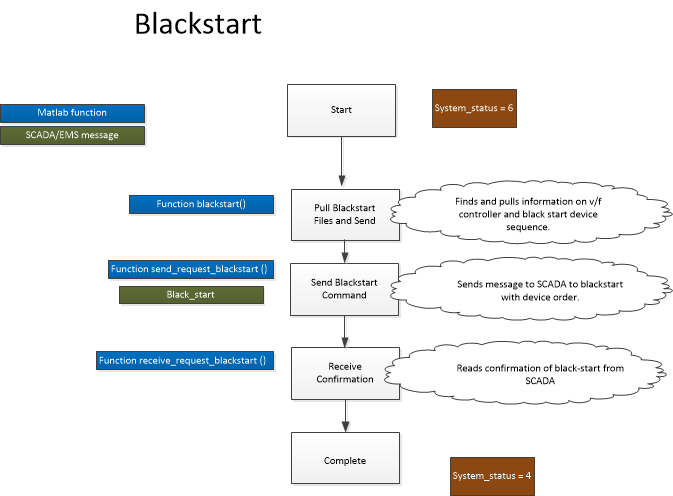 Blackstart
Start
System_status = 6
Matlab function
SCADA/EMS message
Function blackstart()
Pull Blackstart
Files and Send
Finds and pulls information on v/f
controller and black start device
sequence.
Function send_request_blackstart ()
Black_start
Send Blackstart
Command
Sends message to SCADA to blackstart
with device order.
Function receive_request_blackstart ()
Receive
Confirmation
Reads confirmation of black-start from
SCADA
Complete
System_status = 4